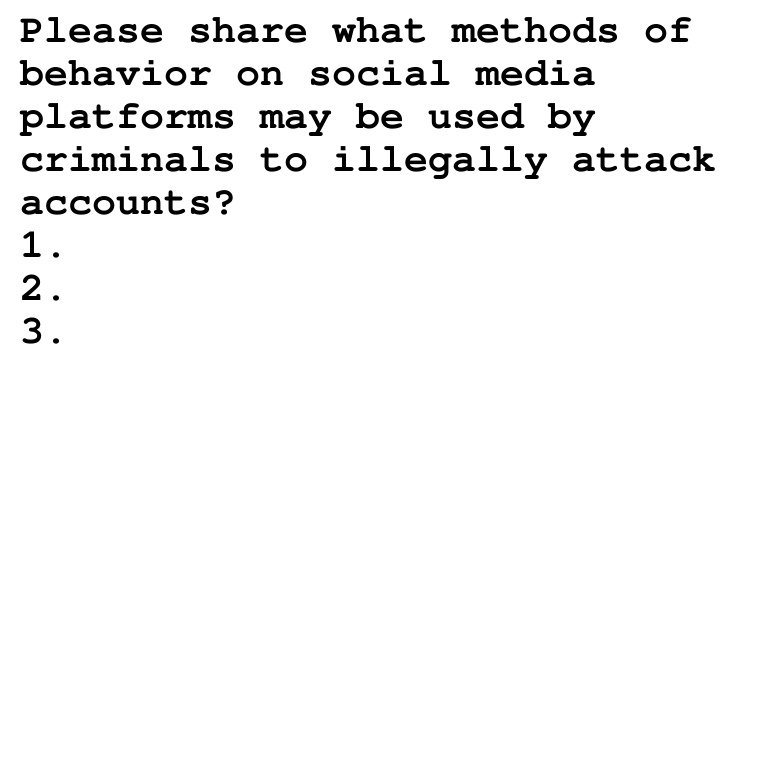 Please share what methods of
behavior on social media
platforms may be used by
criminals to illegally attack
accounts?
1.
2.
3.